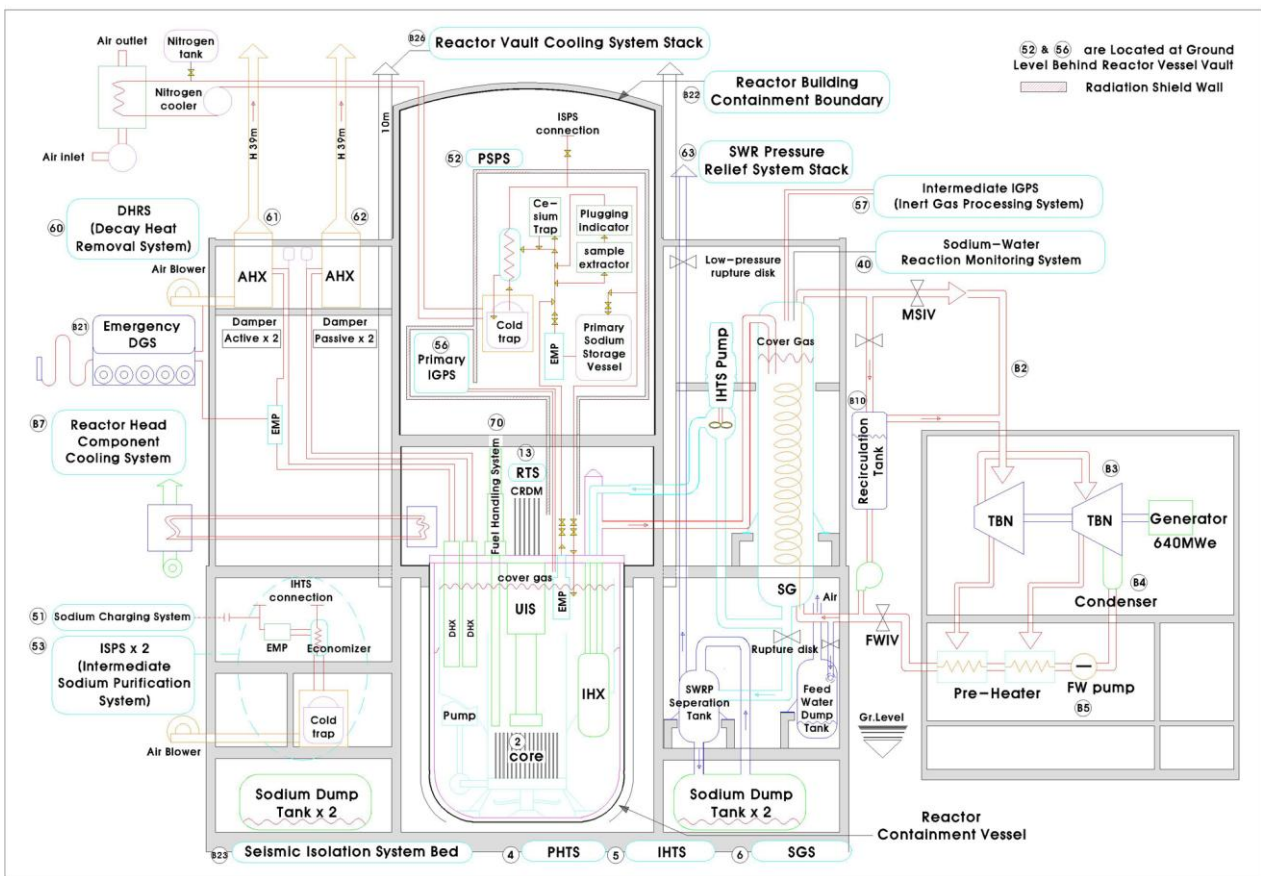 Air outlet
Nitrogen
tank
Nitrogen
cooler
Air inlet
H 39m
H 39m
10m
B26
Reactor Vault Cooling System Stack
Reactor Building
Containment Boundary
B22
52 & 56 are Located at Ground
Level Behind Reactor Vessel Vault
Radiation Shield Wall
ISPS
connection
52
PSPS
63
SWR Pressure
Relief System Stack
57
Intermediate IGPS
(Inert Gas Processing System)
40
Sodium-Water
Reaction Monitoring System
60
DHRS
(Decay Heat
Removal System)
61
62
AHX
AHX
Air Blower
Damper
Active x 2
Damper
Passive x 2
B21
Emergency
DGS
EMP
Ce-
sium
Trap
Plugging
indicator
sample
extractor
Cold
trap
EMP
Primary
Sodium
Storage
Vessel
56
Primary
IGPS
Low-pressure
rupture disk
Cover Gas
IHTS Pump
MSIV
B2
B10
Recirculation
Tank
B7
Reactor Head
Component
Cooling System
70
Fuel Handling System
13
RTS
CRDM
B3
TBN
TBN
Generator
640MWe
B4
Condenser
SG
Air
FWIV
Rupture disk
Pre-Heater
FW pump
B5
Gr.Level
51
Sodium Charging System
IHTS
connection
EMP
Economizer
53
ISPS x 2
(Intermediate
Sodium Purification
System)
Air Blower
Cold
trap
cover gas
UIS
EMP
DHX
DHX
IHX
Pump
2
core
SWRP
Seperation
Tank
Feed
Water
Dump
Tank
Sodium Dump
Tank x 2
Sodium Dump
Tank x 2
Reactor
Containment Vessel
B23
Seismic Isolation System Bed
4
PHTS
5
IHTS
6
SGS